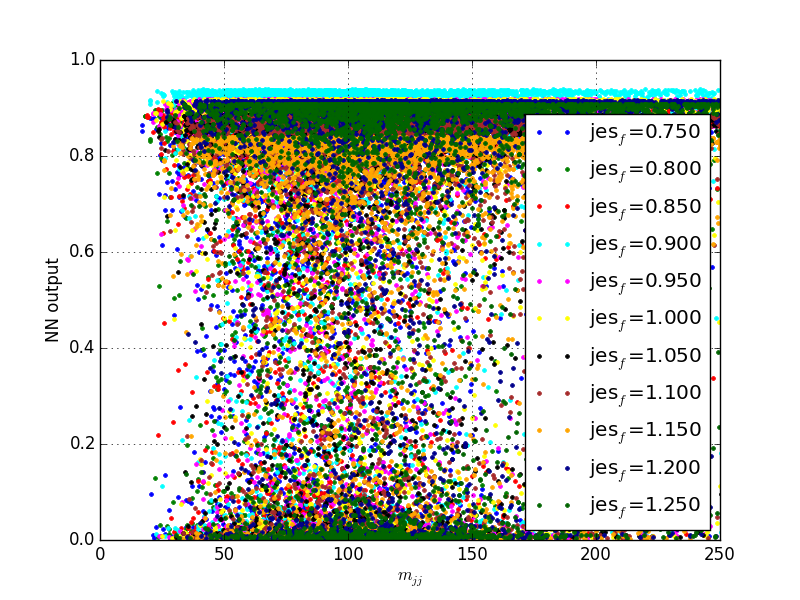 1.0
0.8
0.6
0.4
0.2
0.0
NN output
jes_f=0.750
jes_f=0.800
jes_f=0.850
jes_f=0.900
jes_f=0.950
jes_f=1.000
jes_f=1.050
jes_f=1.100
jes_f=1.150
jes_f=1.200
jes_f=1.250
0 50 100 150 200 250
m_jj